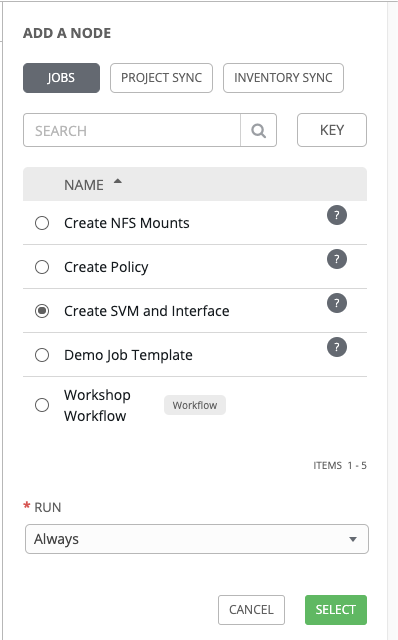 ADD A NODE
JOBS PROJECT SYNC INVENTORY SYNC
SEARCH KEY
NAME
Create NFS Mounts ?
Create Policy ?
Create SVM and Interface ?
Demo Job Template ?
Workshop
Workflow Workflow
ITEMS 1 - 5
* RUN
Always
CANCEL SELECT